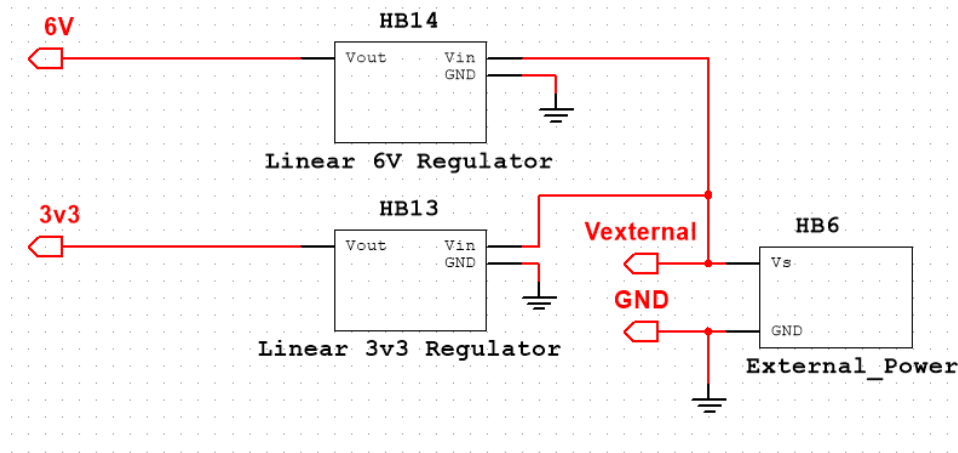 6V
HB14
Vout
Vin
GND
Linear 6V Regulator
3v3
HB13
Vout
Vin
GND
Linear 3v3 Regulator
Vexternal
GND
HB6
Vs
GND
External_Power